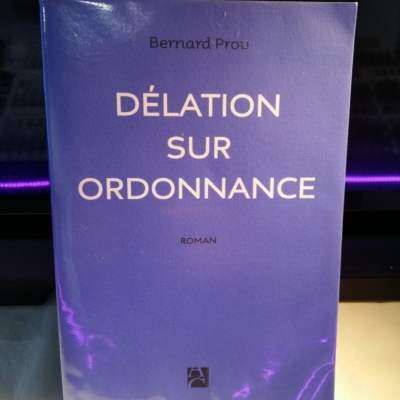 Bernard Prou
DÉLATION
SUR
ORDONNANCE
ROMAN